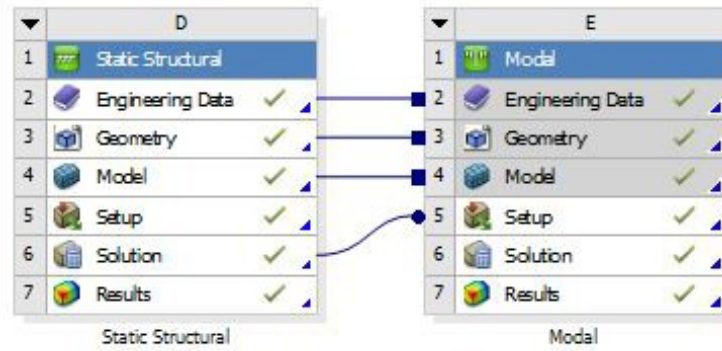 D
1 Static Structural
2 Engineering Data
3 Geometry
4 Model
5 Setup
6 Solution
7 Results
Static Structural
E
1 Modal
2 Engineering Data
3 Geometry
4 Model
5 Setup
6 Solution
7 Results
Modal